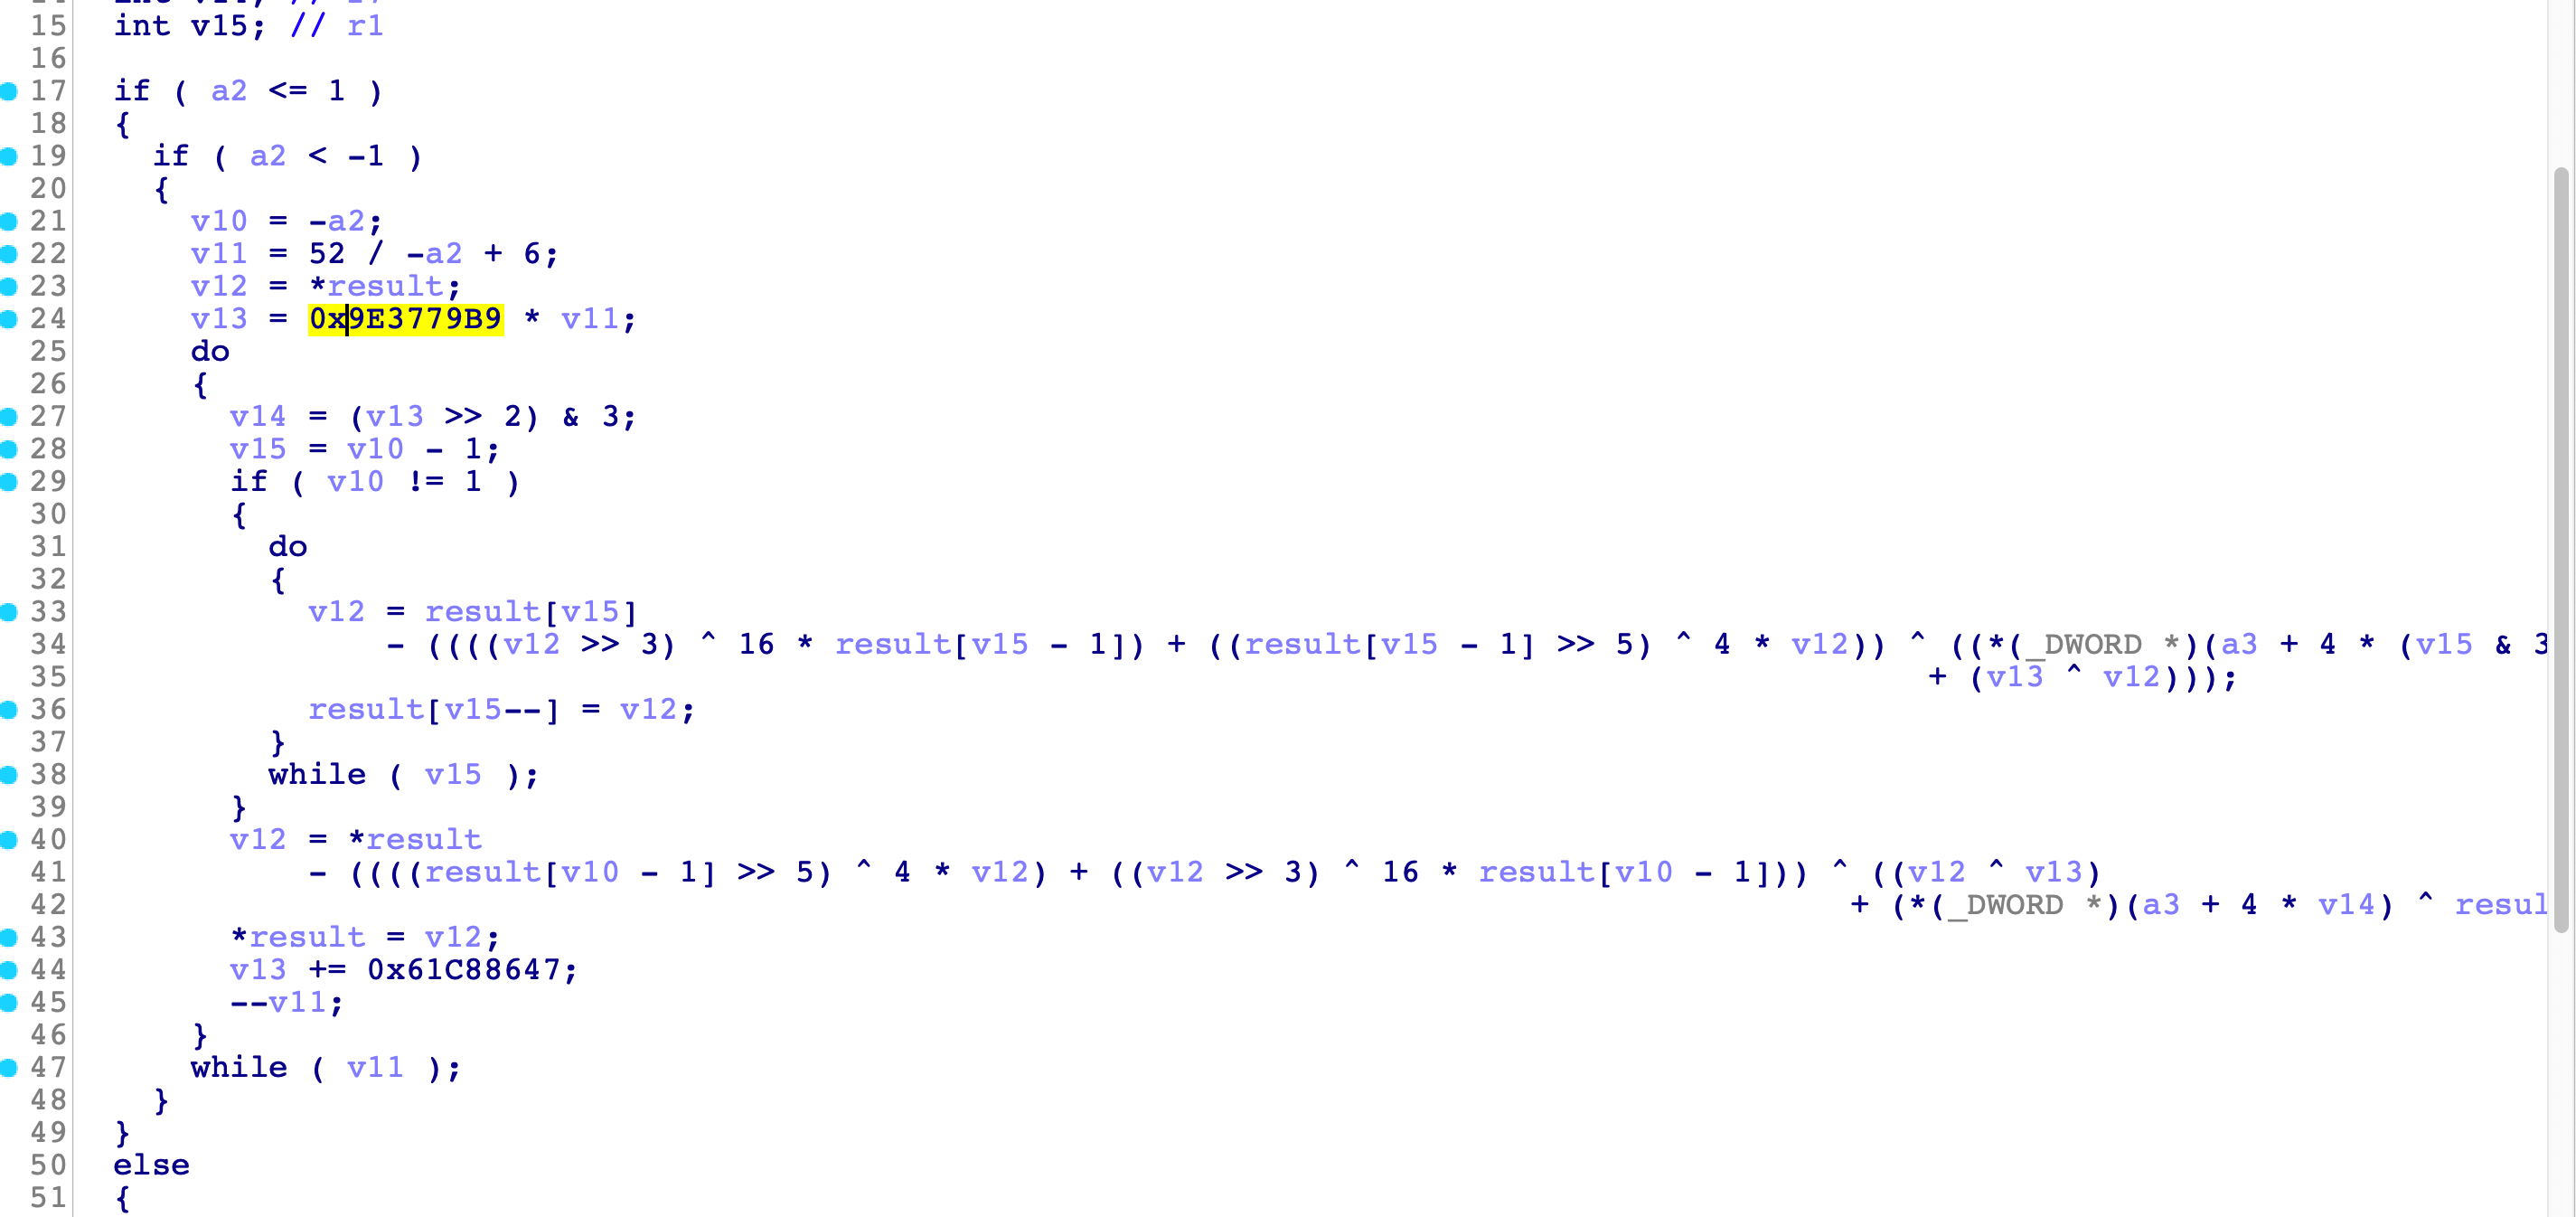 15 int v15; // r1
16
17 if ( a2 <= 1 )
18 {
19 if ( a2 < -1 )
20 {
21 v10 = -a2;
22 v11 = 52 / -a2 + 6;
23 v12 = *result;
24 v13 = 0x9E3779B9 * v11;
25 do
26 {
27 v14 = (v13 >> 2) & 3;
28 v15 = v10 - 1;
29 if ( v10 != 1 )
30 {
31 do
32 {
33 v12 = result[v15]
34 - ((((v12 >> 3) ^ 16 * result[v15 - 1]) + ((result[v15 - 1] >> 5) ^ 4 * v12)) ^ ((*(_DWORD *)(a3 + 4 * (v15 & 3
35 + (v13 ^ v12)));
36 result[v15--] = v12;
37 }
38 while ( v15 );
39 }
40 v12 = *result
41 - ((((result[v10 - 1] >> 5) ^ 4 * v12) + ((v12 >> 3) ^ 16 * result[v10 - 1])) ^ ((v12 ^ v13)
42 + (*(_DWORD *)(a3 + 4 * v14) ^ resul
43 *result = v12;
44 v13 += 0x61C88647;
45 --v11;
46 }
47 while ( v11 );
48 }
49 }
50 else
51 {